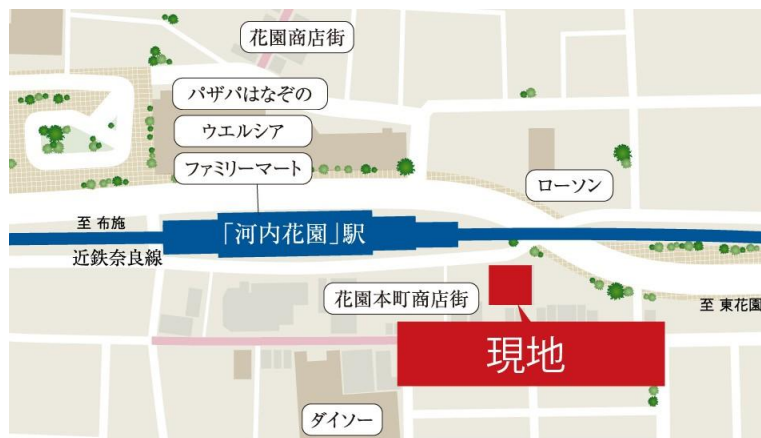 花園商店街
パザパはなぞの
ウエルシア
ファミリーマート
ローソン
至 布施
「河内花園」駅
近鉄奈良線
花園本町商店街
至 東花園
現地
ダイソー